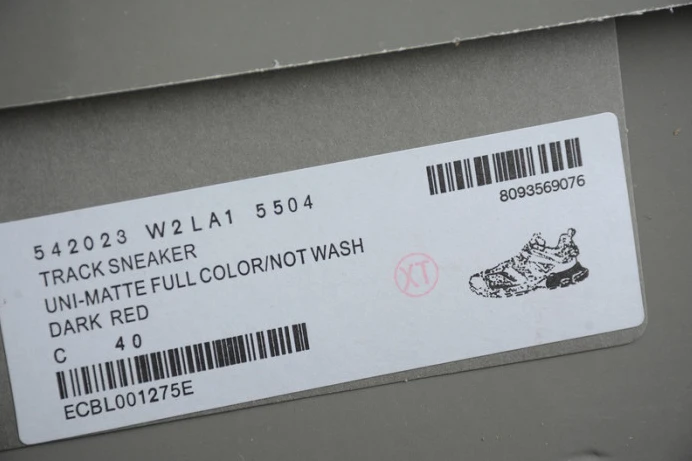 542023 W2LA1 5504
TRACK SNEAKER
UNI-MATTE FULL COLOR/NOT WASH
DARK RED
C 40
ECBL001275E
8093569076
XT